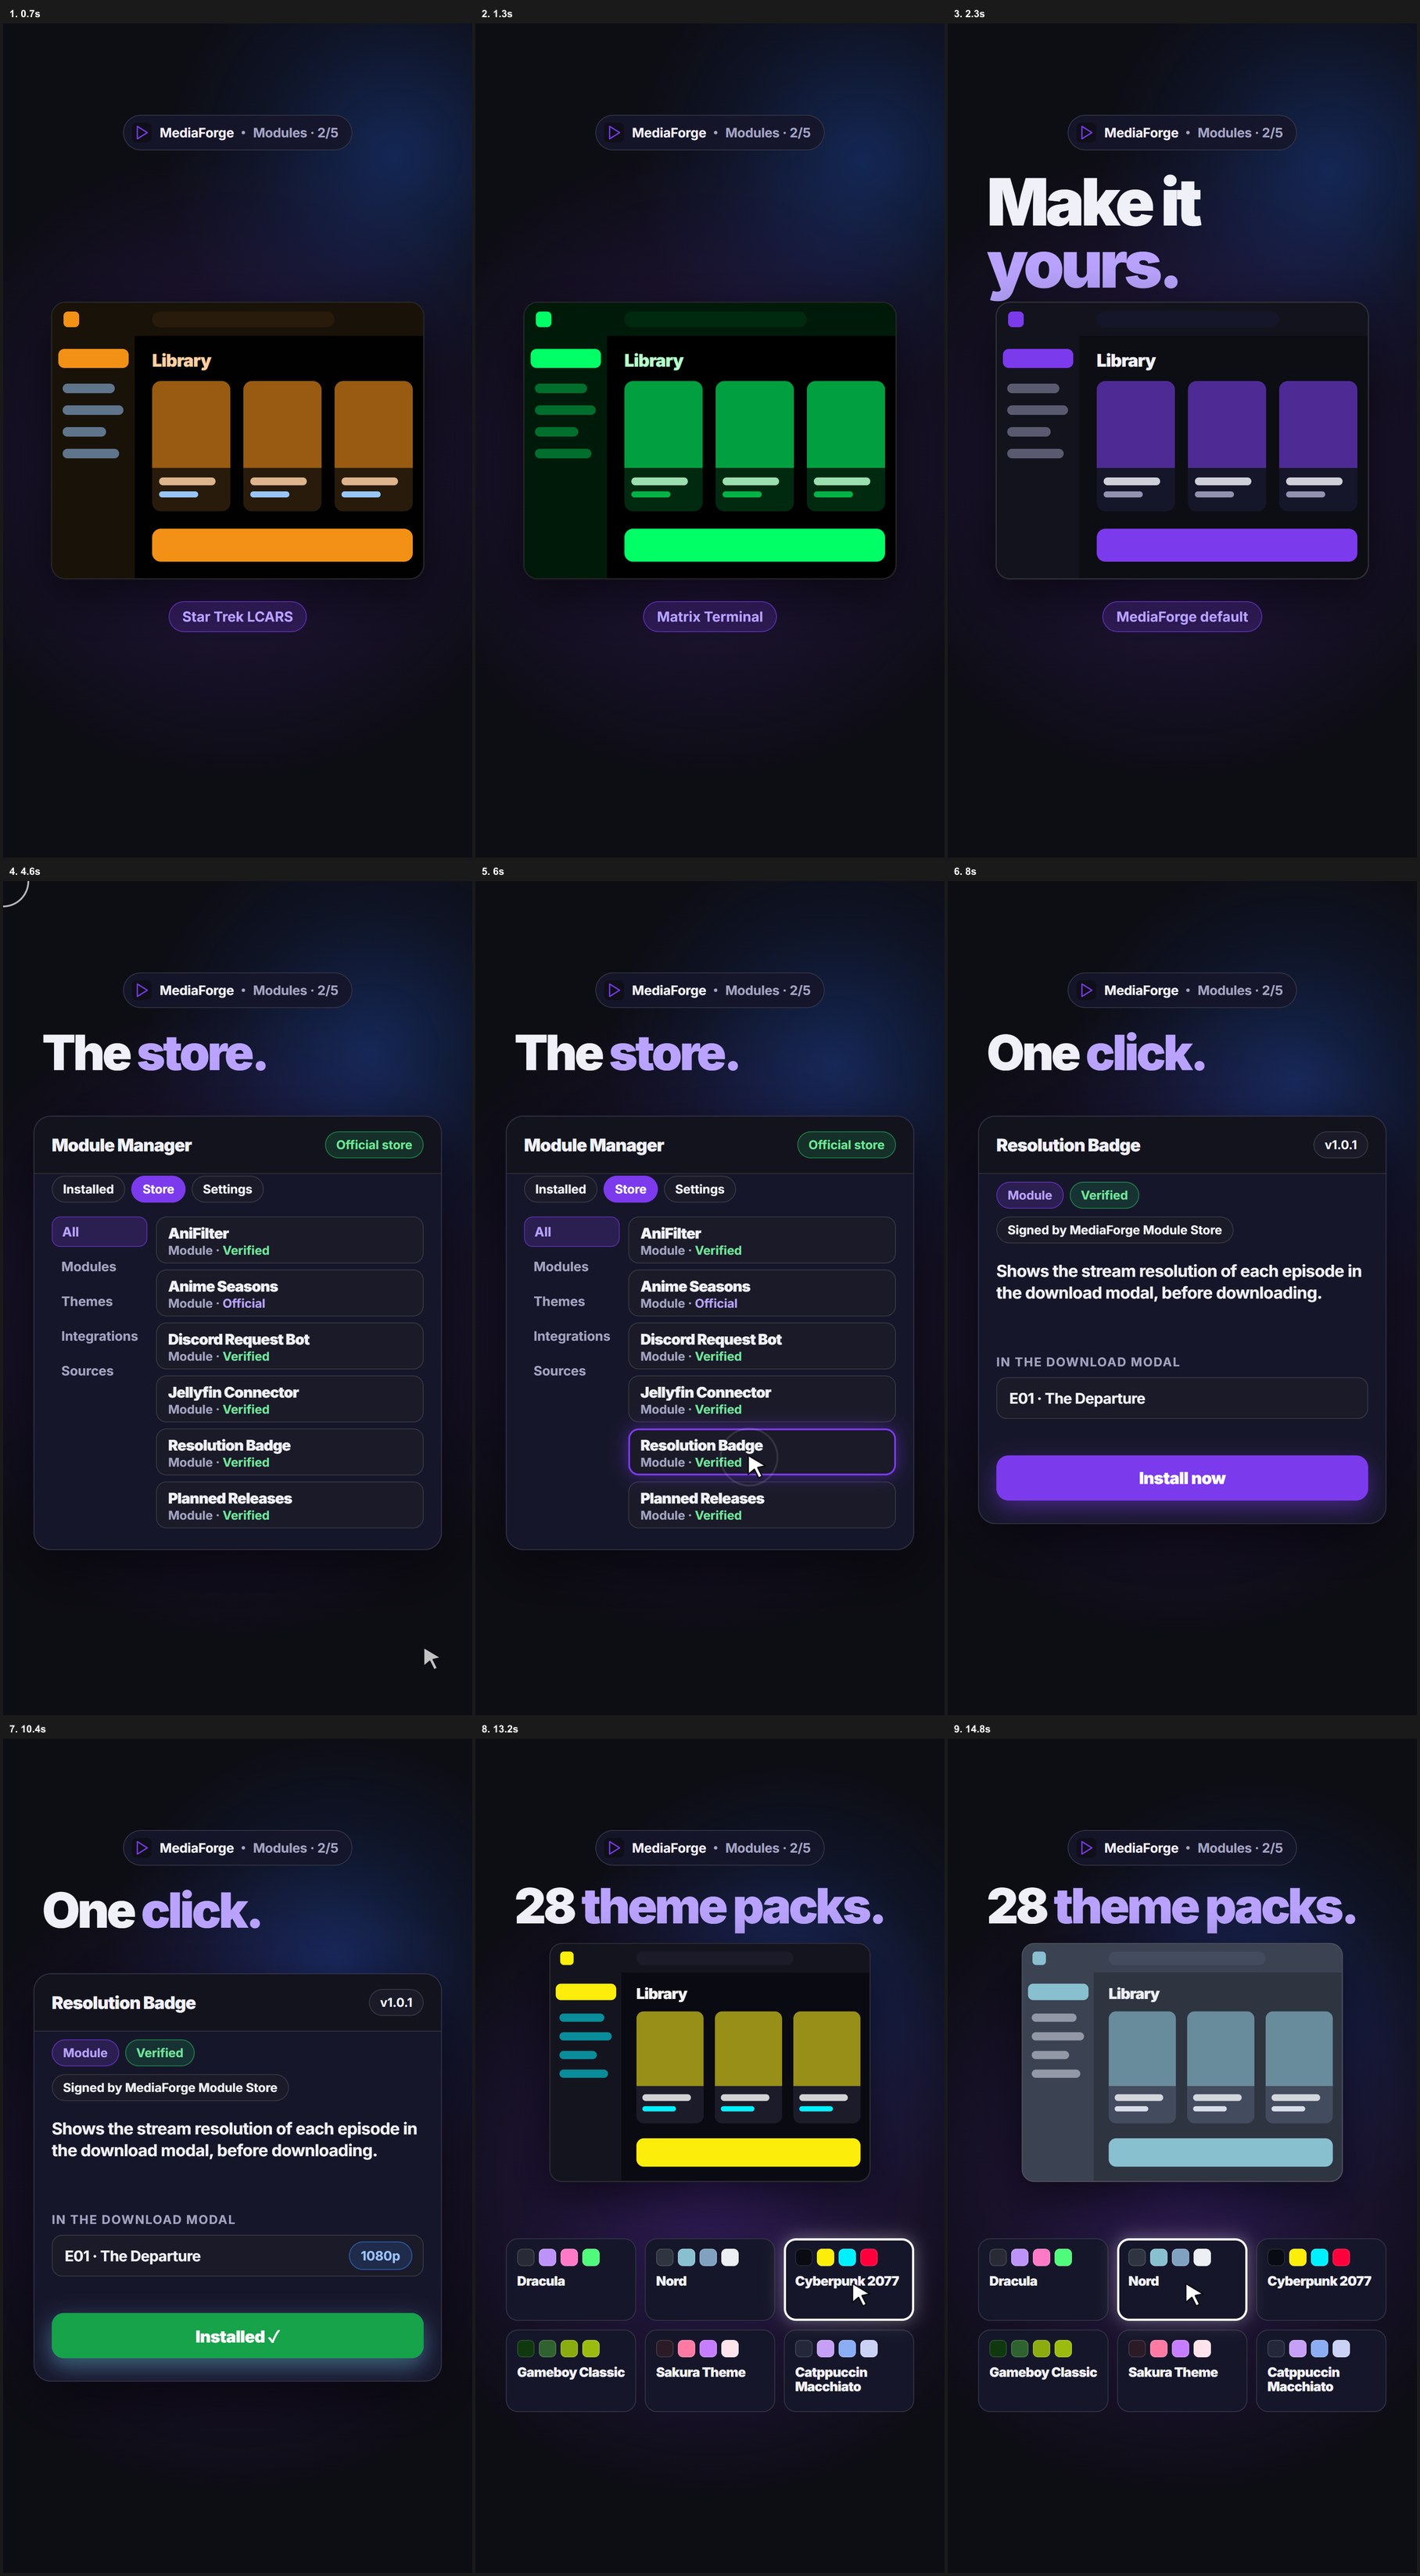 1. 0.7s
MediaForge • Modules · 2/5
Library
Star Trek LCARS
2. 1.3s
MediaForge • Modules · 2/5
Library
Matrix Terminal
3. 2.3s
MediaForge • Modules · 2/5
Make it
yours.
Library
MediaForge default
4. 4.6s
MediaForge • Modules · 2/5
The store.
Module Manager
Official store
Installed
Store
Settings
All
Modules
Themes
Integrations
Sources
AniFilter
Module · Verified
Anime Seasons
Module · Official
Discord Request Bot
Module · Verified
Jellyfin Connector
Module · Verified
Resolution Badge
Module · Verified
Planned Releases
Module · Verified
5. 6s
MediaForge • Modules · 2/5
The store.
Module Manager
Official store
Installed
Store
Settings
All
Modules
Themes
Integrations
Sources
AniFilter
Module · Verified
Anime Seasons
Module · Official
Discord Request Bot
Module · Verified
Jellyfin Connector
Module · Verified
Resolution Badge
Module · Verified
Planned Releases
Module · Verified
6. 8s
MediaForge • Modules · 2/5
One click.
Resolution Badge
v1.0.1
Module
Verified
Signed by MediaForge Module Store
Shows the stream resolution of each episode in
the download modal, before downloading.
IN THE DOWNLOAD MODAL
E01 · The Departure
Install now
7. 10.4s
MediaForge • Modules · 2/5
One click.
Resolution Badge
v1.0.1
Module
Verified
Signed by MediaForge Module Store
Shows the stream resolution of each episode in
the download modal, before downloading.
IN THE DOWNLOAD MODAL
E01 · The Departure
1080p
Installed ✓
8. 13.2s
MediaForge • Modules · 2/5
28 theme packs.
Library
Dracula
Nord
Cyberpunk 2077
Gameboy Classic
Sakura Theme
Catppuccin
Macchiato
9. 14.8s
MediaForge • Modules · 2/5
28 theme packs.
Library
Dracula
Nord
Cyberpunk 2077
Gameboy Classic
Sakura Theme
Catppuccin
Macchiato